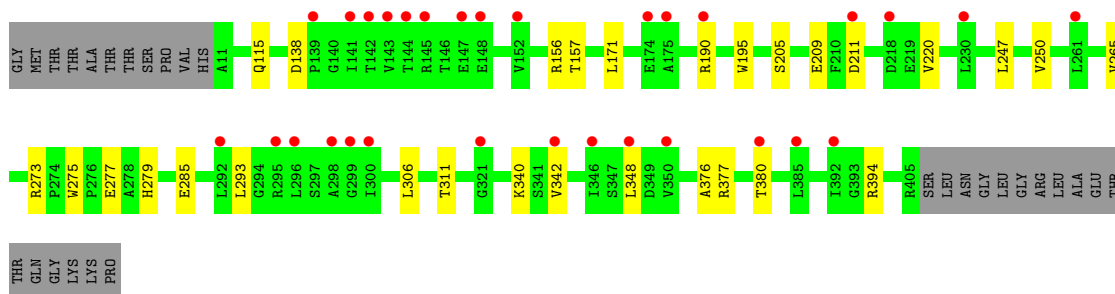 GLY MET THR THR ALA THR THR SER PRO VAL HIS A11 Q115 D138 P139 G140 I141 T142 V143 T144 R145 T146 E147 E148 V152 R156 T157 L171 E174 A175 R190 W195 S205 E209 F210 D211 D218 E219 V220 L230 L247 V250 L261
R273 P274 W275 P276 E277 A278 H279 E285 L292 L293 G294 R295 L296 S297 A298 G299 I300 L306 T311 G321 K340 S341 V342 I346 S347 L348 D349 V350 A376 R377 T380 L385 I392 G393 R394 R405 SER LEU ASN GLY LEU GLY ARG LEU ALA GLU THR
THR GLN GLY LYS LYS PRO